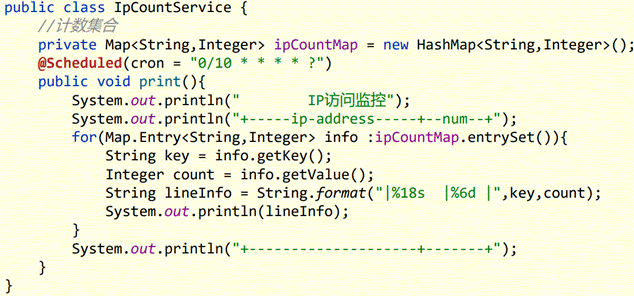 public class IpCountService {
    //计数集合
    private Map<String,Integer> ipCountMap = new HashMap<String,Integer>();
    @Scheduled(cron = "0/10 * * * * ?")
    public void print(){
        System.out.println("         IP访问监控");
        System.out.println("+-----ip-address-----+--num--+");
        for(Map.Entry<String,Integer> info :ipCountMap.entrySet()){
            String key = info.getKey();
            Integer count = info.getValue();
            String lineInfo = String.format("|%18s  |%6d |",key,count);
            System.out.println(lineInfo);
        }
        System.out.println("+--------------------+-------+");
    }
}